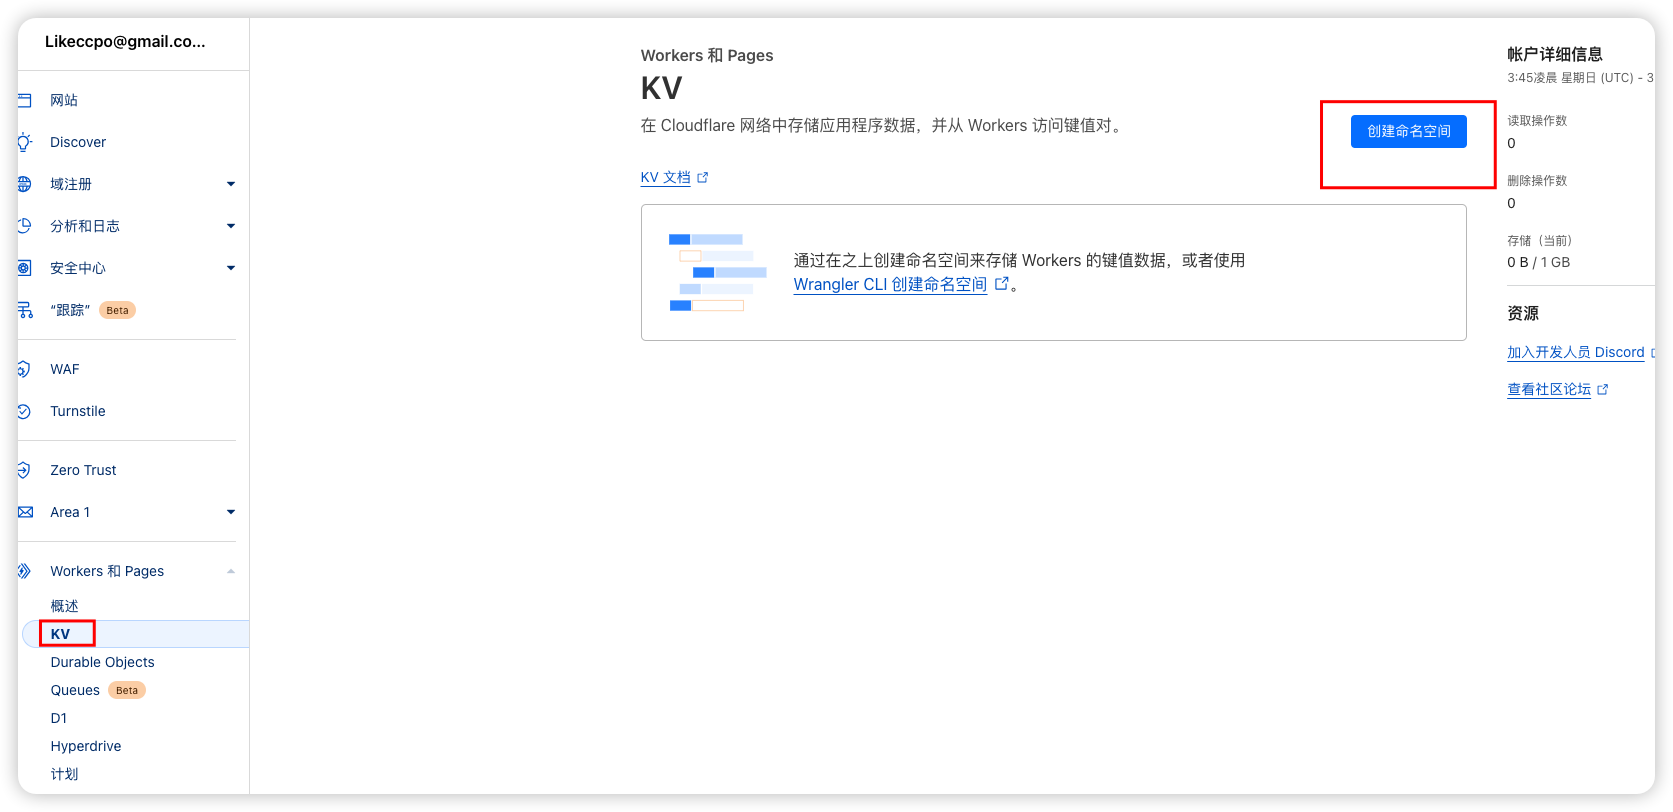 Likeccpo@gmail.co...
网站
Discover
域注册
分析和日志
安全中心
“跟踪” Beta
WAF
Turnstile
Zero Trust
Area 1
Workers 和 Pages
概述
KV
Durable Objects
Queues Beta
D1
Hyperdrive
计划
Workers 和 Pages
KV
在 Cloudflare 网络中存储应用程序数据，并从 Workers 访问键值对。
创建命名空间
KV 文档
通过在之上创建命名空间来存储 Workers 的键值数据，或者使用
Wrangler CLI 创建命名空间 。
帐户详细信息
3:45凌晨 星期日 (UTC) - 3
读取操作数
0
删除操作数
0
存储（当前）
0 B / 1 GB
资源
加入开发人员 Discord
查看社区论坛